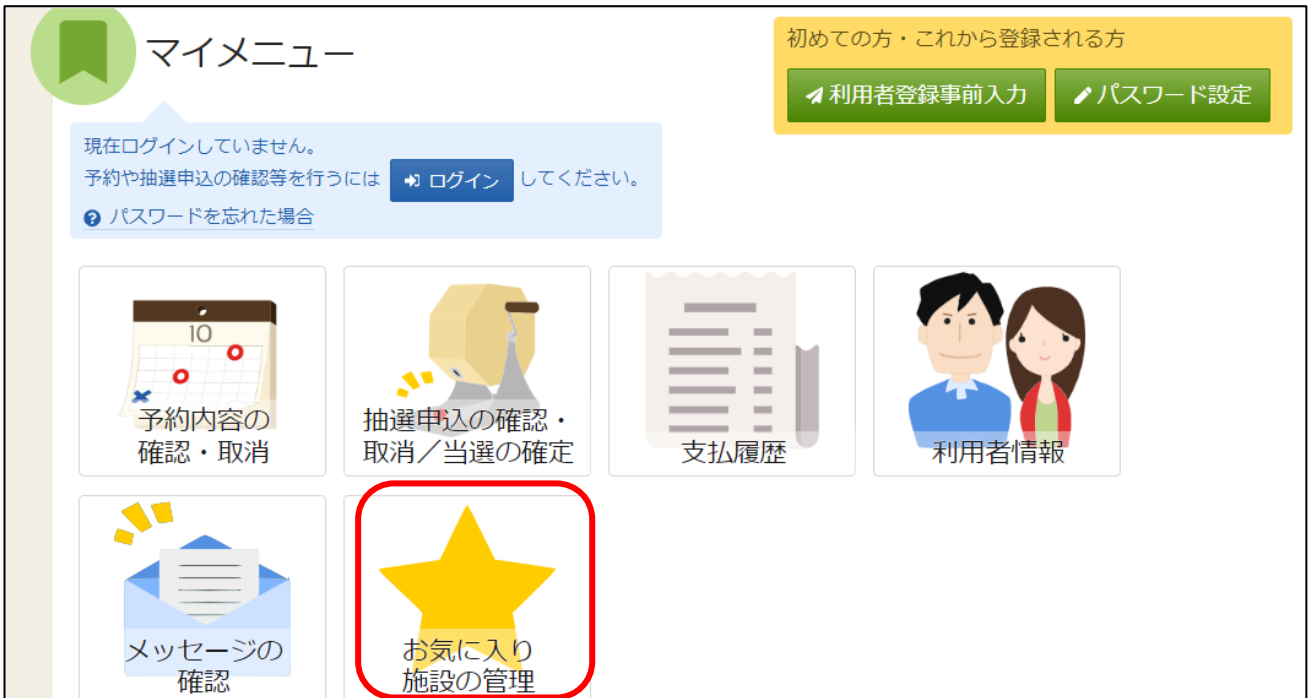 マイメニュー
初めての方・これから登録される方
利用者登録事前入力
パスワード設定
現在ログインしていません。
予約や抽選申込の確認等を行うには ログイン してください。
パスワードを忘れた場合
10
予約内容の
確認・取消
抽選申込の確認・
取消／当選の確定
支払履歴
利用者情報
メッセージの
確認
お気に入り
施設の管理